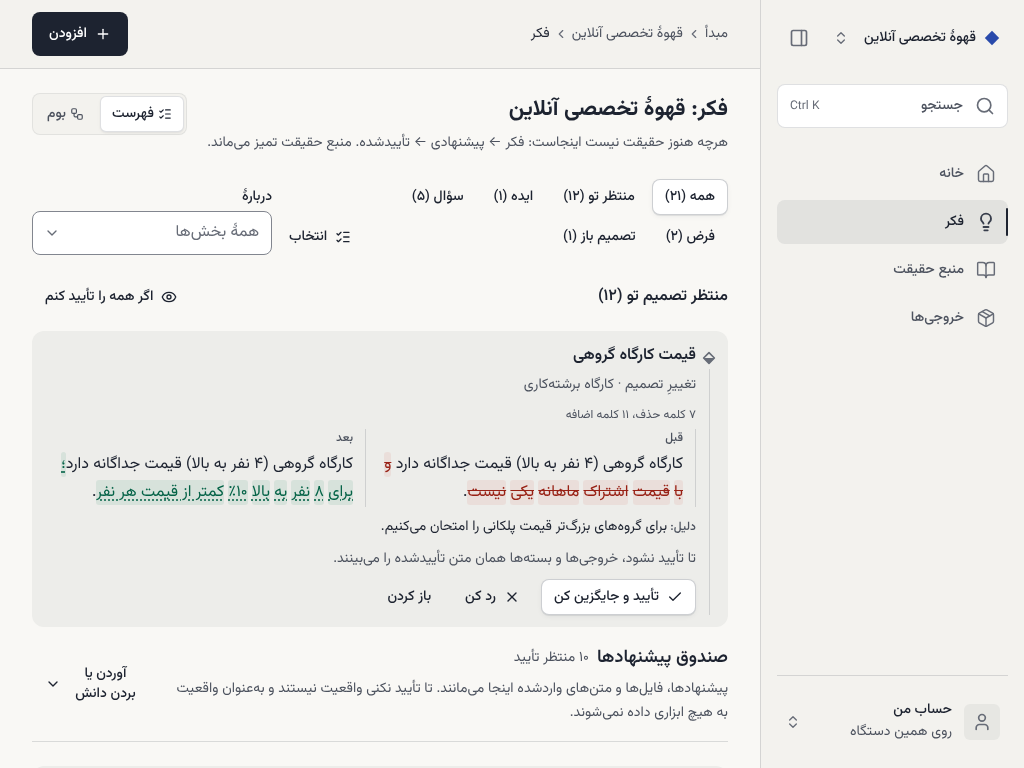 قهوهٔ تخصصی آنلاین
جستجو
Ctrl K
خانه
فکر
منبع حقیقت
خروجی‌ها
حساب من
روی همین دستگاه
مبدأ
قهوهٔ تخصصی آنلاین
فکر
افزودن
فکر: قهوهٔ تخصصی آنلاین
فهرست
بوم
هرچه هنوز حقیقت نیست اینجاست: فکر ← پیشنهادی ← تأییدشده. منبع حقیقت تمیز می‌ماند.
همه (۲۱)
منتظر تو (۱۲)
ایده (۱)
سؤال (۵)
فرض (۲)
تصمیم باز (۱)
انتخاب
دربارهٔ
همهٔ بخش‌ها
منتظر تصمیم تو (۱۲)
اگر همه را تأیید کنم
قیمت کارگاه گروهی
تغییرِ تصمیم · کارگاه برشته‌کاری
۷ کلمه حذف، ۱۱ کلمه اضافه
قبل
کارگاه گروهی (۴ نفر به بالا) قیمت جداگانه دارد و
با قیمت اشتراک ماهانه یکی نیست.
بعد
کارگاه گروهی (۴ نفر به بالا) قیمت جداگانه دارد؛
برای ۸ نفر به بالا ۱۰٪ کمتر از قیمت هر نفر.
دلیل: برای گروه‌های بزرگ‌تر قیمت پلکانی را امتحان می‌کنیم.
تا تأیید نشود، خروجی‌ها و بسته‌ها همان متن تأییدشده را می‌بینند.
تأیید و جایگزین کن
رد کن
باز کردن
صندوق پیشنهادها ۱۰ منتظر تأیید
پیشنهادها، فایل‌ها و متن‌های واردشده اینجا می‌مانند. تا تأیید نکنی واقعیت نیستند و به‌عنوان واقعیت
به هیچ ابزاری داده نمی‌شوند.
آوردن یا
بردن دانش